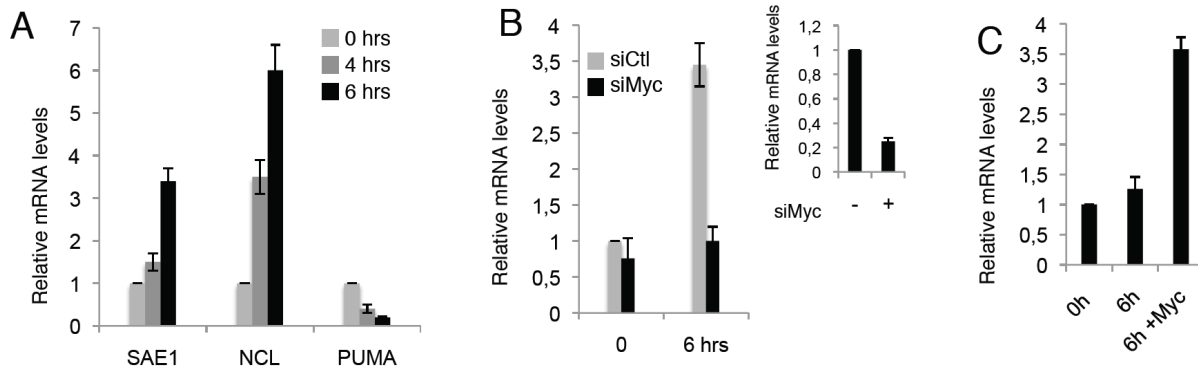 A
Relative mRNA levels
7
6
5
4
3
2
1
0
0 hrs
4 hrs
6 hrs
SAE1 NCL PUMA
B
Relative mRNA levels
4
3,5
3
2,5
2
1,5
1
0,5
0
siCtl
siMyc
0 6 hrs
Relative mRNA levels
1,2
1
0,8
0,6
0,4
0,2
0
siMyc - +
C
Relative mRNA levels
4
3,5
3
2,5
2
1,5
1
0,5
0
0h
6h
6h +Myc